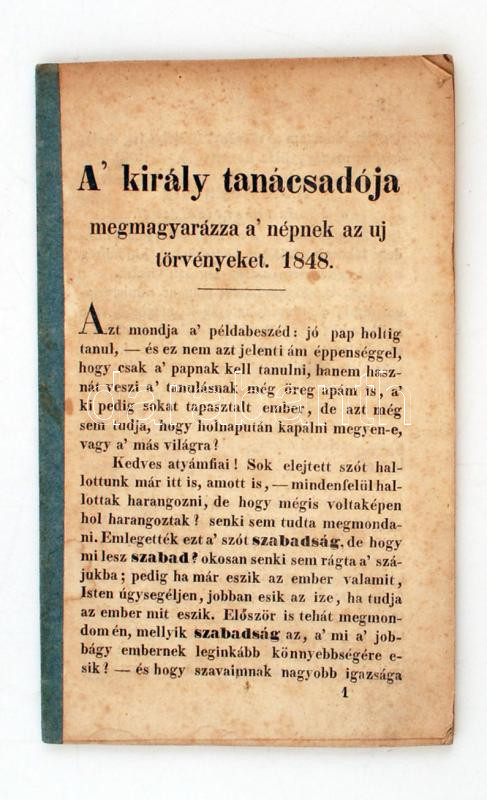 A' király tanácsadója
megmagyarázza a' népnek az uj
törvényeket. 1848.
Azt mondja a' példabeszéd: jó pap holtig
tanul, — és ez nem azt jelenti ám éppenséggel,
hogy csak a' papnak kell tanulni, hanem hasz-
nát veszi a' tanulásnak még öreg apám is, a'
ki pedig sokat tapasztalt ember, de azt még
sem tudja, hogy holnapután kapálni megyen-e,
vagy a' más világra?
Kedves atyámfiai! Sok elejtett szót hal-
lottunk már itt is, amott is, — mindenfelül hal-
lottak harangozni, de hogy mégis voltaképen
hol harangoztak? senki sem tudta megmonda-
ni. Emlegették ezt a' szót szabadság, de hogy
mi lesz szabad? okosan senki sem rágta a' szá-
jukba; pedig ha már eszik az ember valamit,
Isten úgysegéljen, jobban esik az ize, ha tudja
az ember mit eszik. Először is tehát megmon-
dom én, mellyik szabadság az, a' mi a' job-
bágy embernek leginkább könnyebbségére e-
sik? — és hogy szavaimnak nagyobb igazsága
1